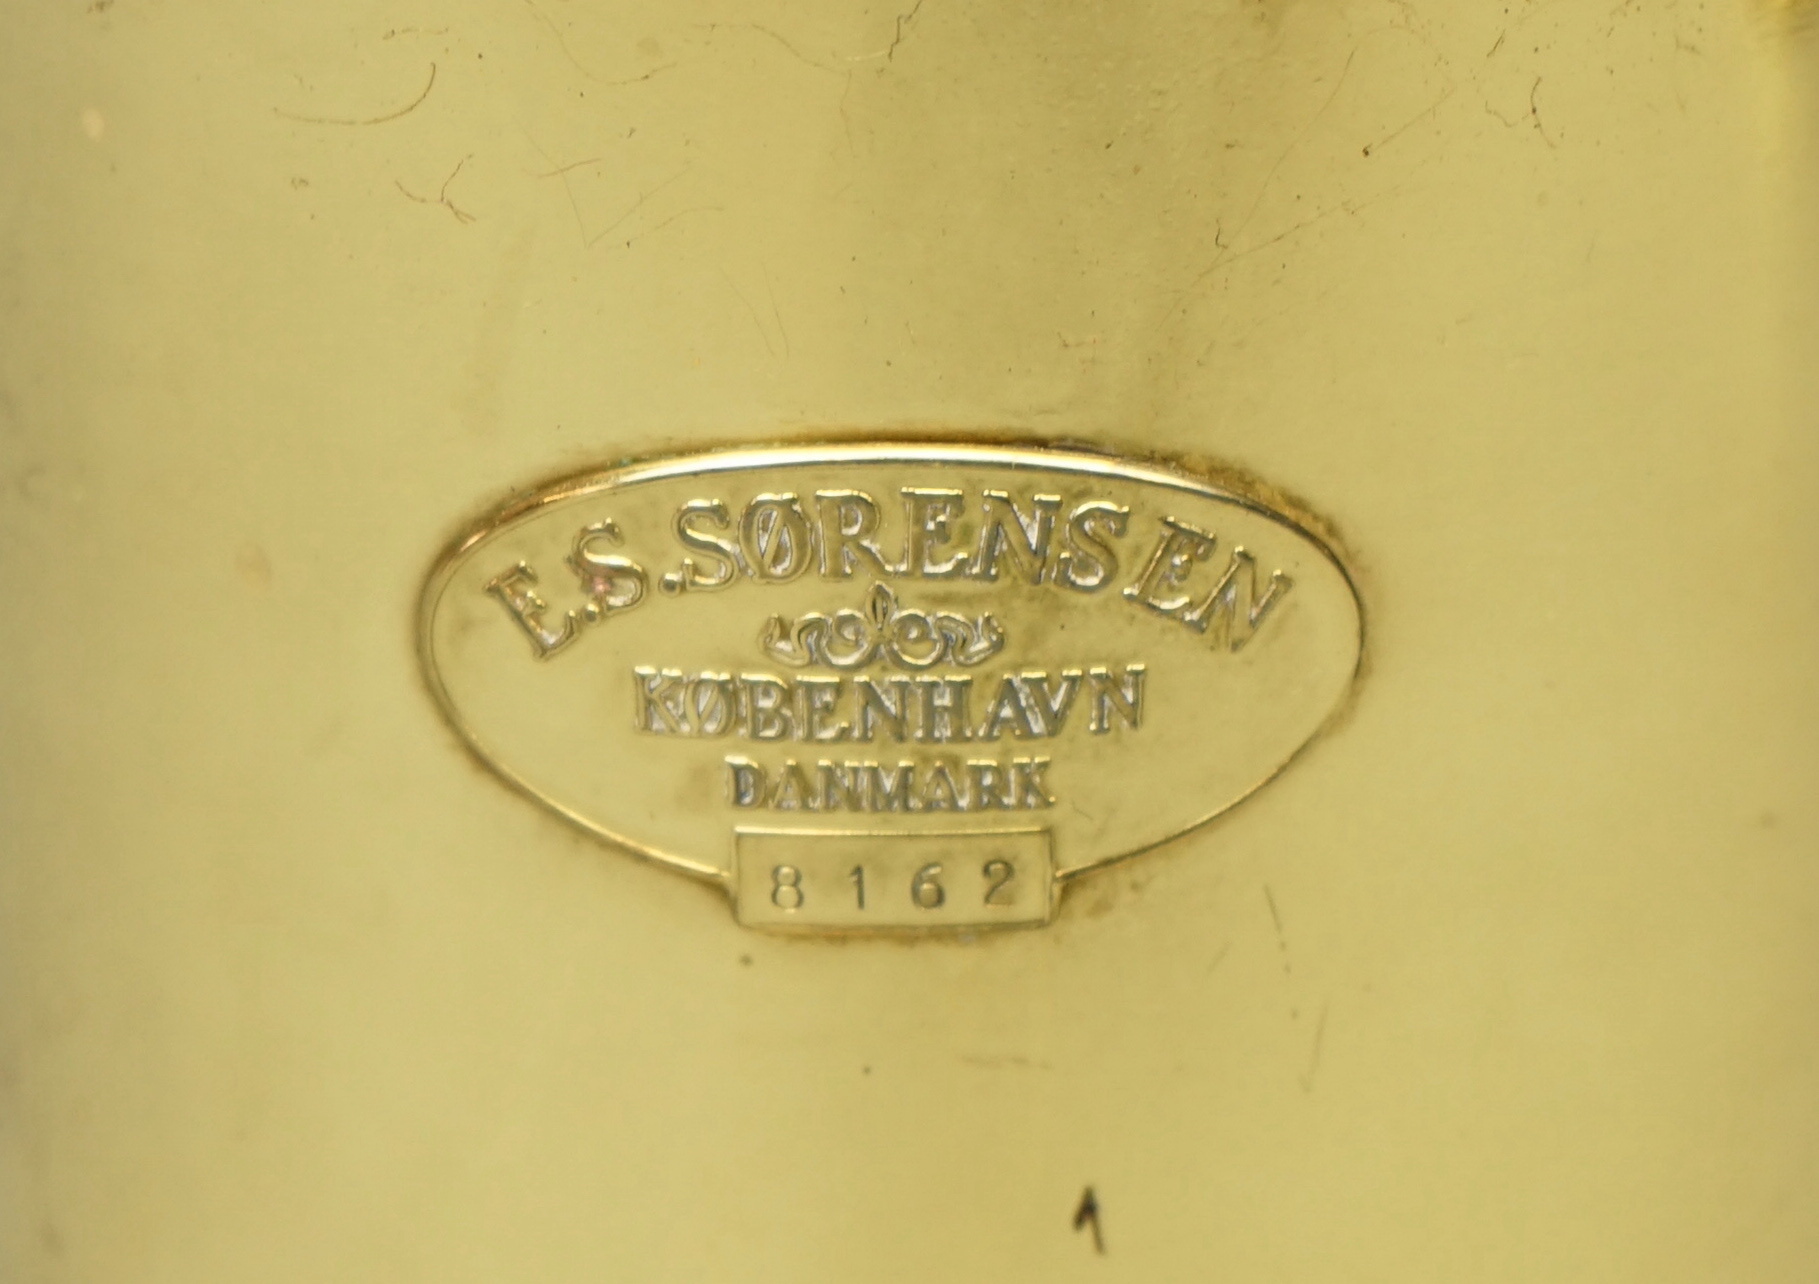 E.S.SØRENSEN
KØBENHAVN
DANMARK
8162